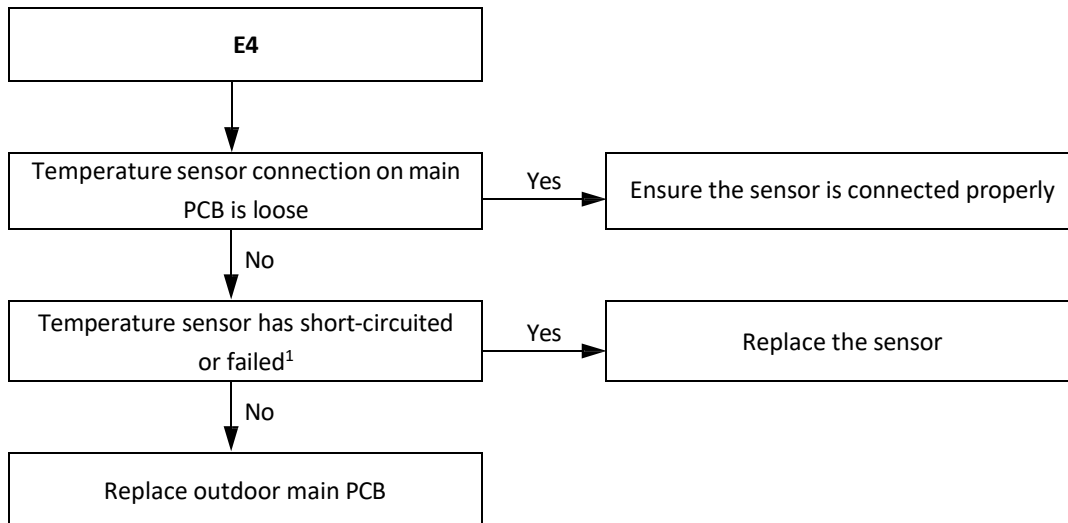 E4
Temperature sensor connection on main
PCB is loose
Yes
Ensure the sensor is connected properly
No
Temperature sensor has short-circuited
or failed1
Yes
Replace the sensor
No
Replace outdoor main PCB